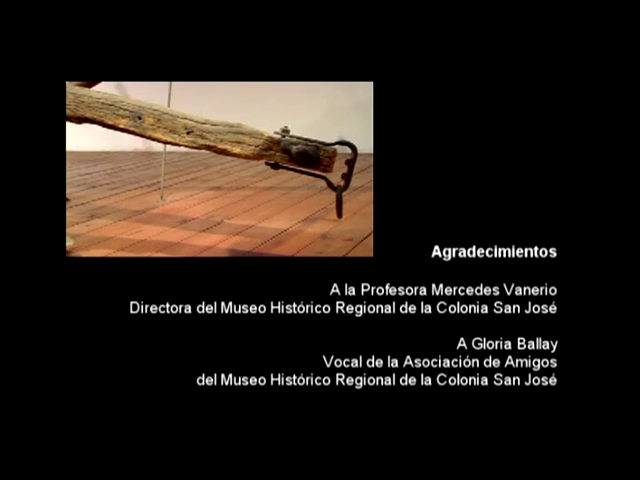 Agradecimientos
A la Profesora Mercedes Vanerio
Directora del Museo Histórico Regional de la Colonia San José
A Gloria Ballay
Vocal de la Asociación de Amigos
del Museo Histórico Regional de la Colonia San José